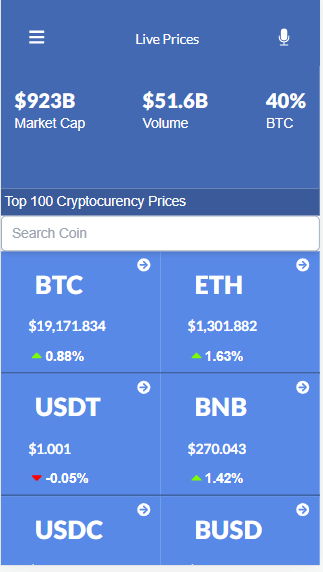 Live Prices
$923B $51.6B 40%
Market Cap Volume BTC
Top 100 Cryptocurency Prices
Search Coin
BTC ETH
$19,171.834 $1,301.882
0.88% 1.63%
USDT BNB
$1.001 $270.043
-0.05% 1.42%
USDC BUSD